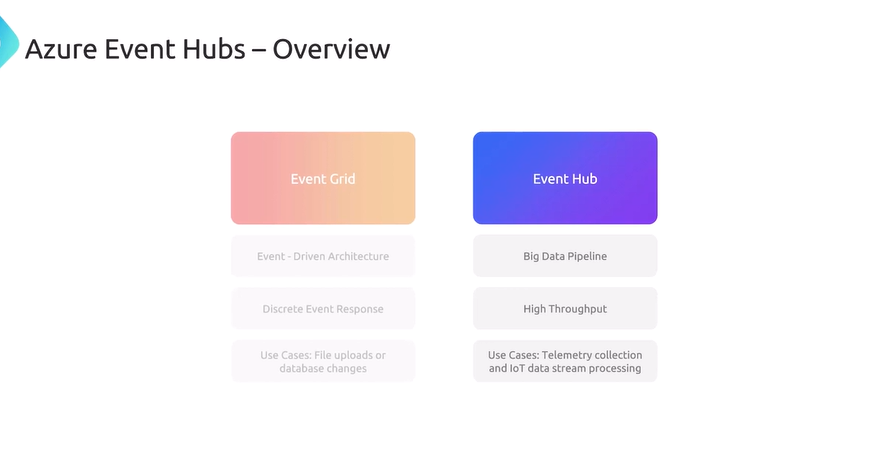 Azure Event Hubs – Overview
Event Grid
Event - Driven Architecture
Discrete Event Response
Use Cases: File uploads or
database changes
Event Hub
Big Data Pipeline
High Throughput
Use Cases: Telemetry collection
and IoT data stream processing